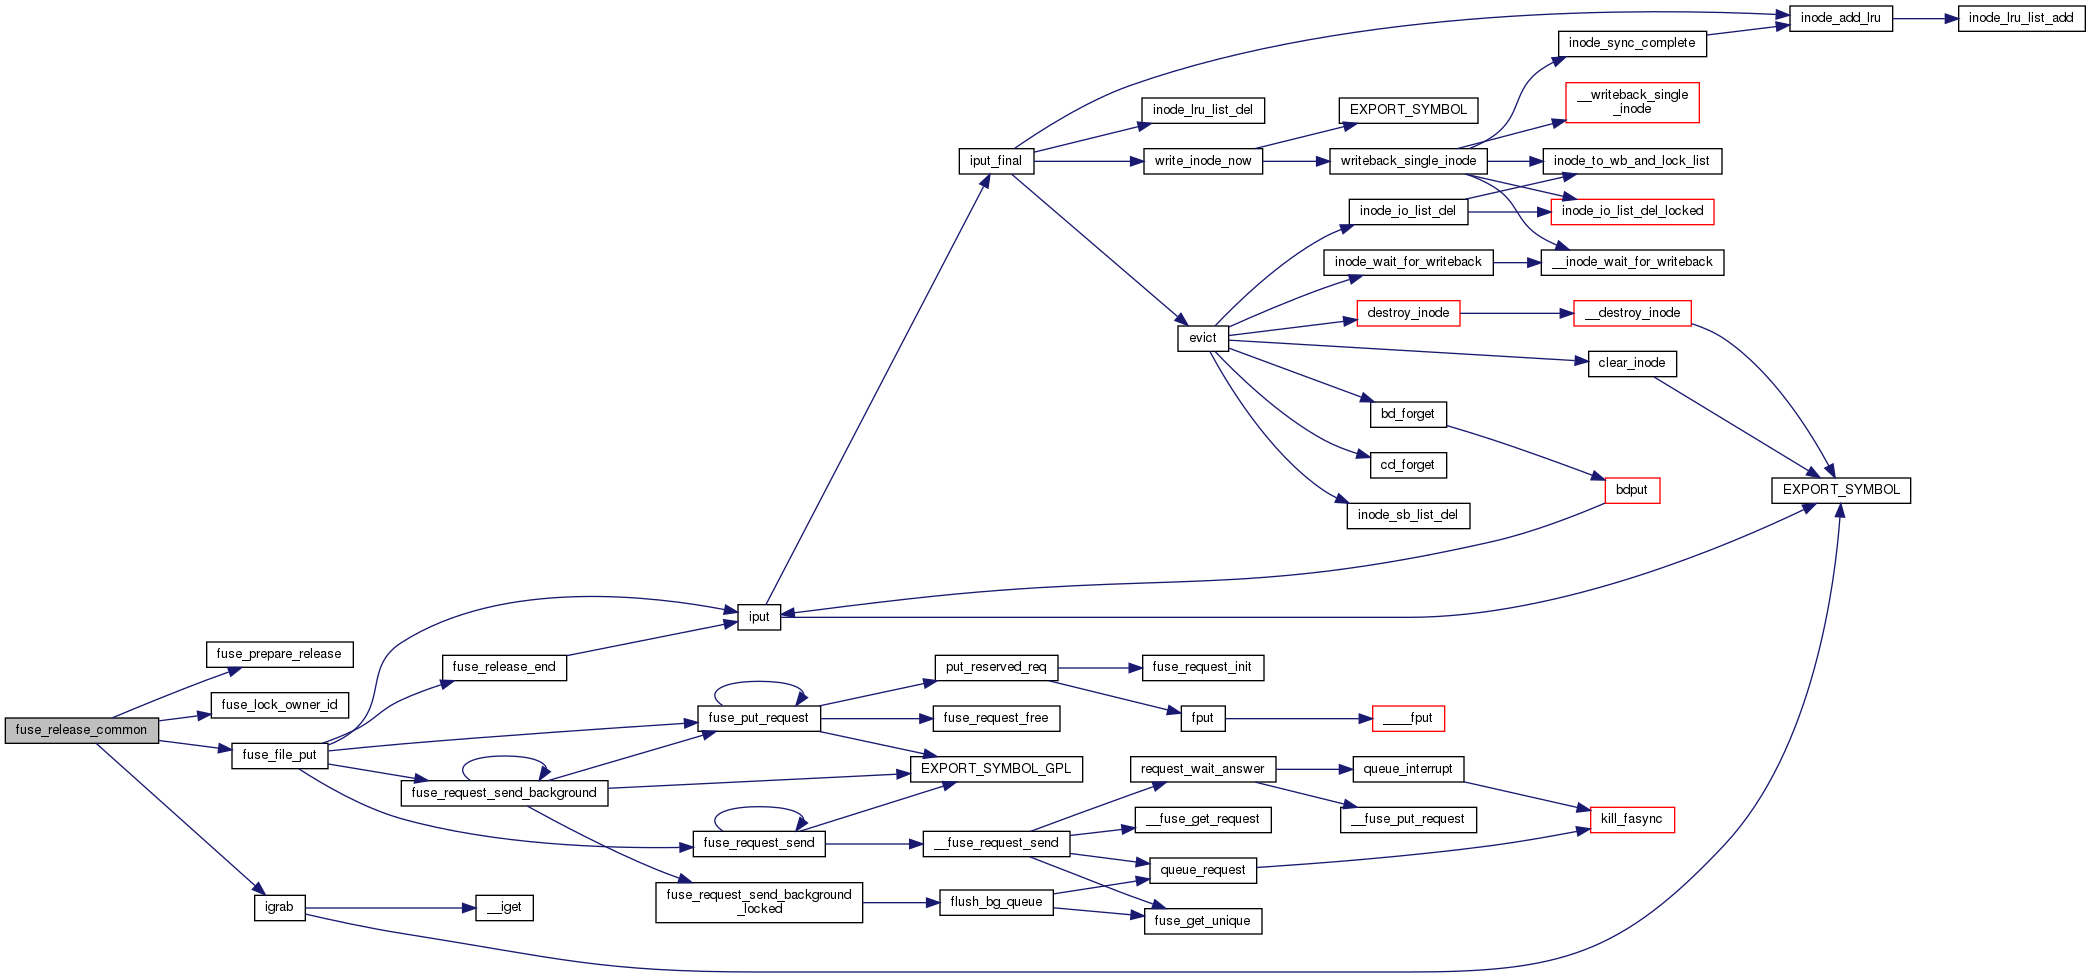 inode_add_lru
inode_lru_list_add
inode_sync_complete
inode_lru_list_del
EXPORT_SYMBOL
__writeback_single
_inode
iput_final
write_inode_now
writeback_single_inode
inode_to_wb_and_lock_list
inode_io_list_del
inode_io_list_del_locked
inode_wait_for_writeback
__inode_wait_for_writeback
destroy_inode
__destroy_inode
evict
clear_inode
bd_forget
cd_forget
bdput
EXPORT_SYMBOL
inode_sb_list_del
iput
fuse_prepare_release
fuse_release_end
put_reserved_req
fuse_request_init
fuse_lock_owner_id
fuse_put_request
fuse_request_free
fput
____fput
fuse_release_common
fuse_file_put
EXPORT_SYMBOL_GPL
request_wait_answer
queue_interrupt
fuse_request_send_background
__fuse_get_request
__fuse_put_request
kill_fasync
fuse_request_send
__fuse_request_send
queue_request
igrab
__iget
fuse_request_send_background
_locked
flush_bg_queue
fuse_get_unique